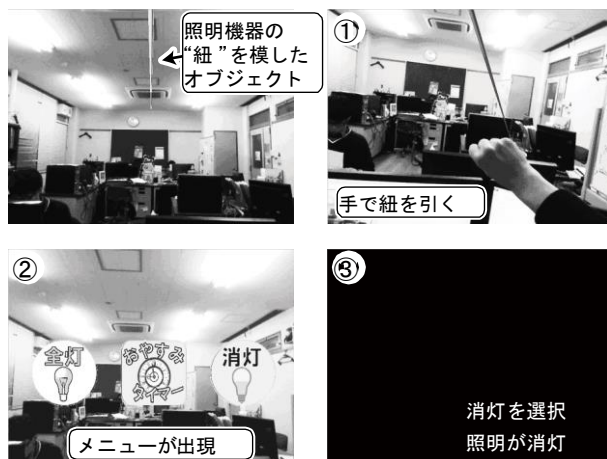 照明機器の
“紐”を模した
オブジェクト
①
手で紐を引く
②
全灯
おやすみ
タイマー
消灯
メニューが出現
③
消灯を選択
照明が消灯